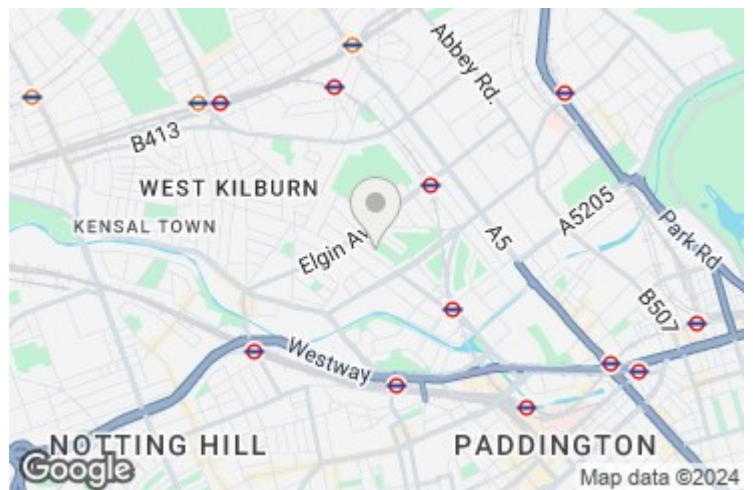 Abbey Rd.
B413
WEST KILBURN
KENSAL TOWN
A5205
Elgin Av
A5
Park Rd
B507
Westway
NOTTING HILL
PADDINGTON
Google
Map data ©2024